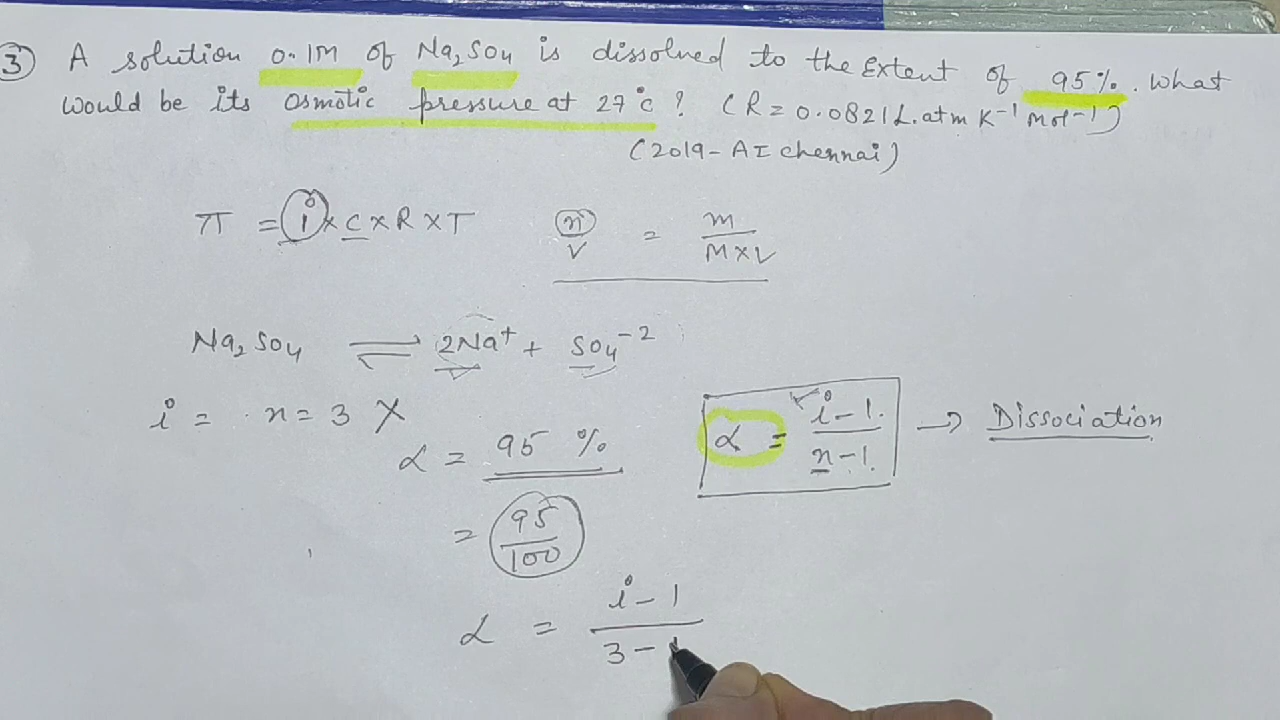 3) A solution 0.1M of Na₂SO₄ is dissolved to the Extent of 95%. What
would be its Osmotic pressure at 27°C ? (R = 0.0821 L.atm K⁻¹ mol⁻¹)
(2019 - AI chennai)
π = i × C × R × T
n/V = m/M×V
Na₂SO₄ ⇌ 2Na⁺ + SO₄⁻²
i = n = 3 X
α = 95 %
α = i-1/n-1 → Dissociation
= 95/100
α = i-1/3-1